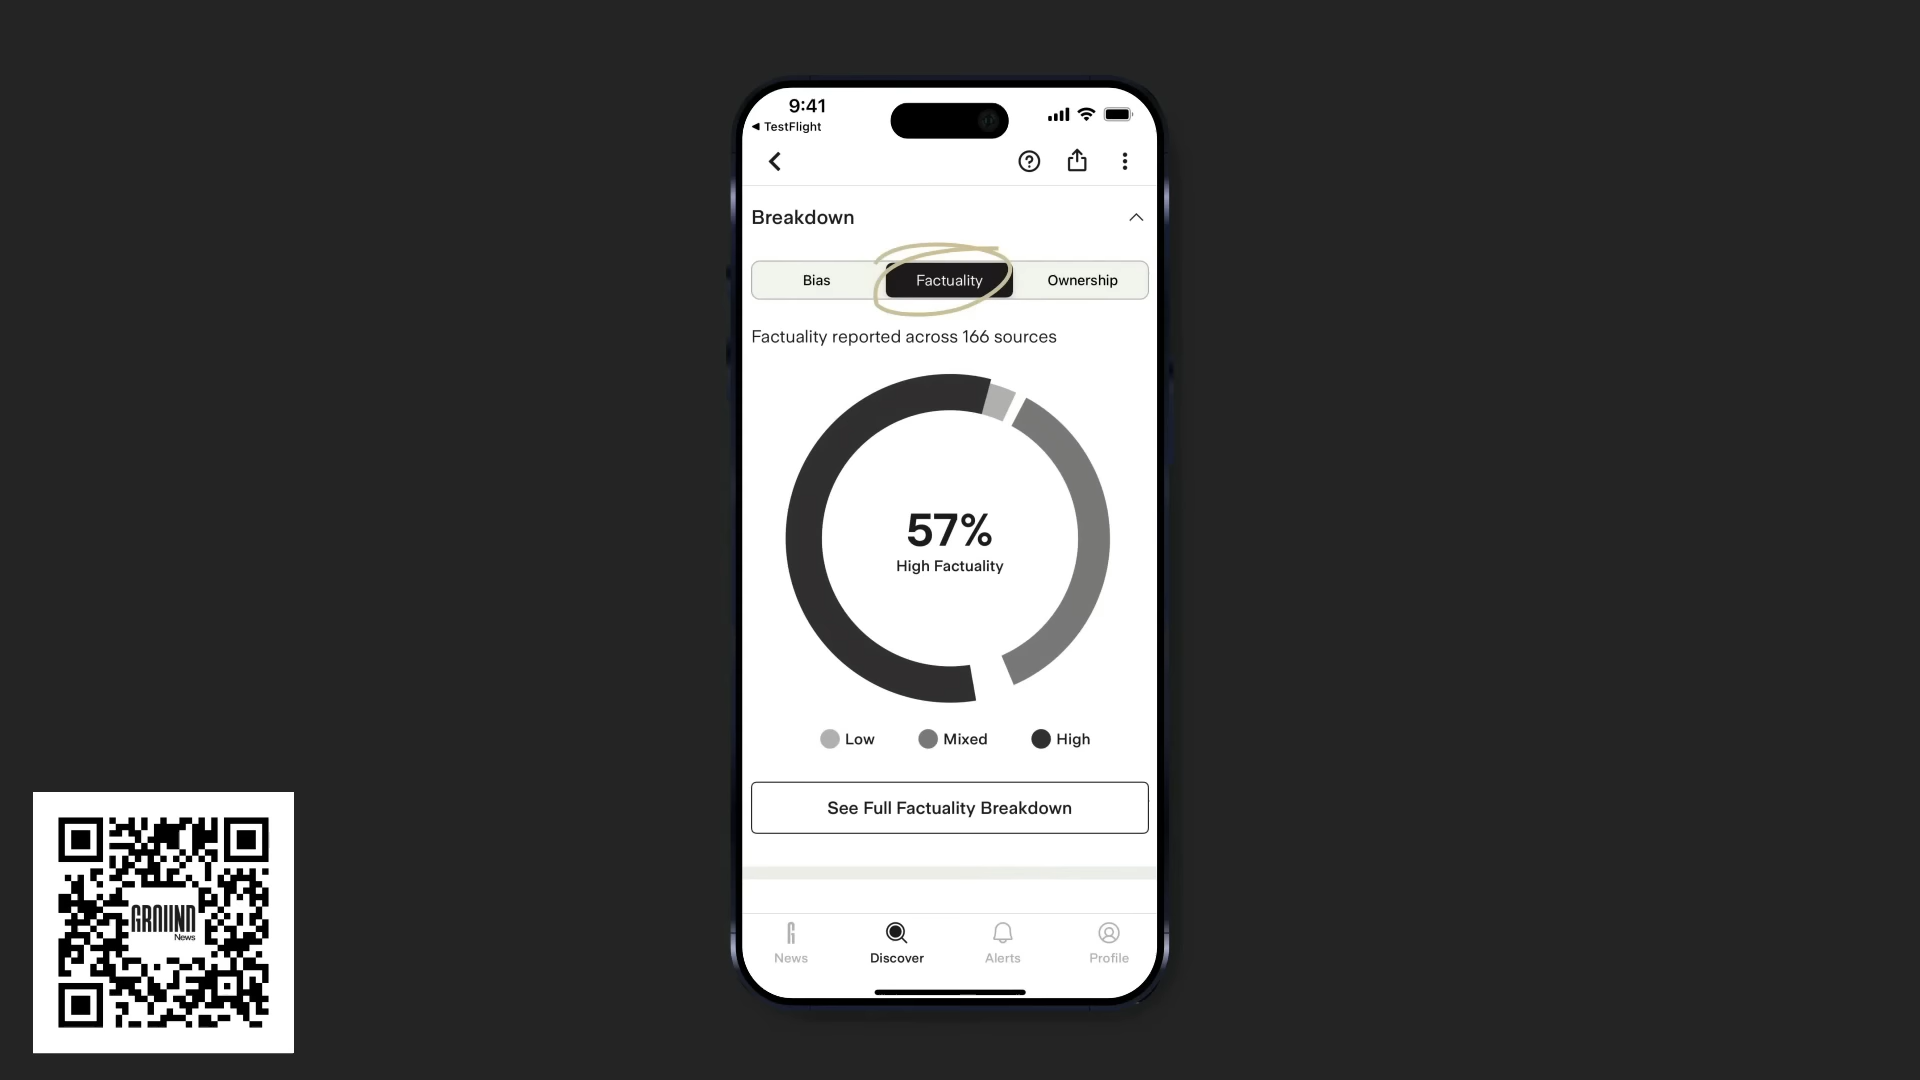 9:41
TestFlight
Breakdown
Bias
Factuality
Ownership
Factuality reported across 166 sources
57%
High Factuality
Low
Mixed
High
See Full Factuality Breakdown
GROUND
News
News
Discover
Alerts
Profile